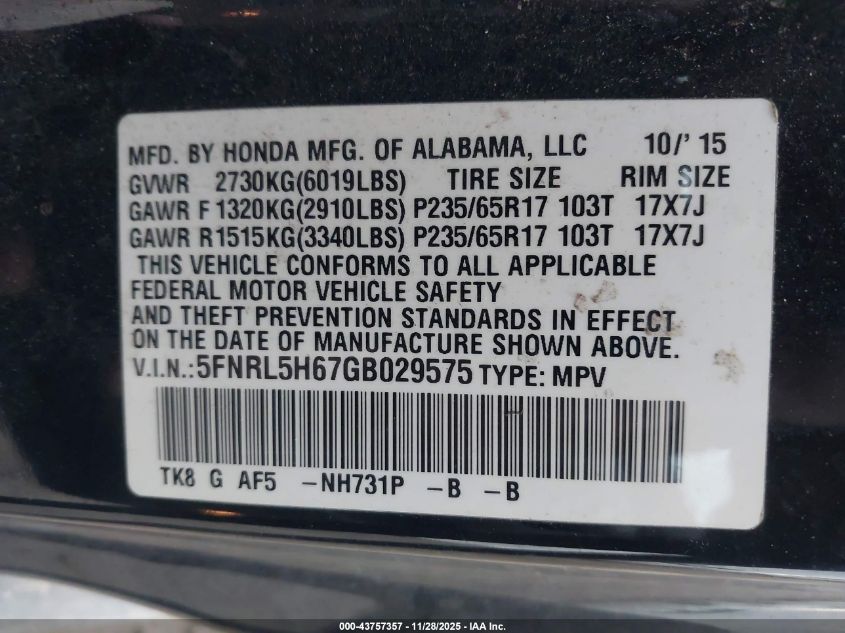 MFD. BY HONDA MFG. OF ALABAMA, LLC 10/'15
GVWR 2730KG(6019LBS) TIRE SIZE RIM SIZE
GAWR F1320KG(2910LBS) P235/65R17 103T 17X7J
GAWR R1515KG(3340LBS) P235/65R17 103T 17X7J
THIS VEHICLE CONFORMS TO ALL APPLICABLE
FEDERAL MOTOR VEHICLE SAFETY
AND THEFT PREVENTION STANDARDS IN EFFECT
ON THE DATE OF MANUFACTURE SHOWN ABOVE.
V.I.N.:5FNRL5H67GB029575 TYPE: MPV
TK8 G AF5 -NH731P -B -B
000-43757357 | 11/28/2025 - IAA Inc.